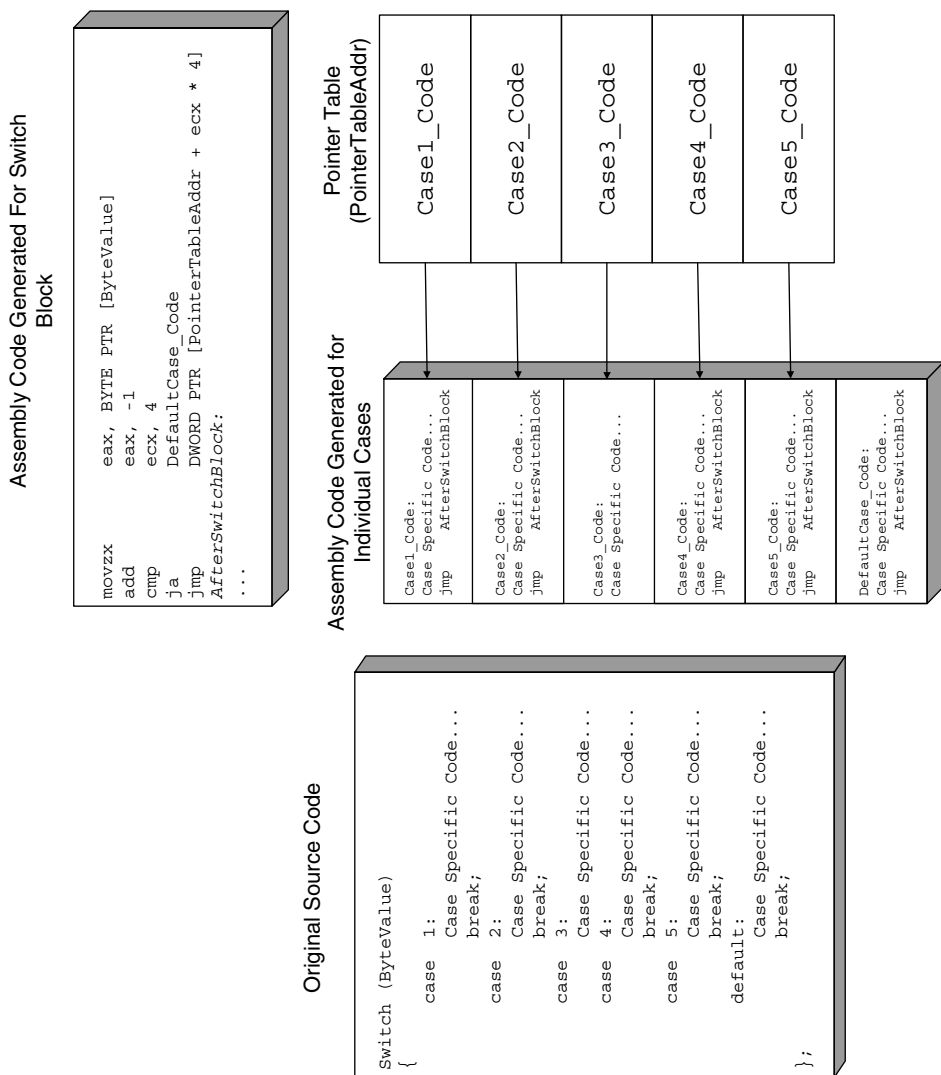 Assembly Code Generated For Switch
Block
movzx eax, BYTE PTR [ByteValue]
add eax, -1
cmp ecx, 4
ja DefaultCase_Code
jmp DWORD PTR [PointerTableAddr + ecx * 4]
AfterSwitchBlock:
...
Original Source Code
Switch (ByteValue)
{
case 1:
Case Specific Code...
break;
case 2:
Case Specific Code...
break;
case 3:
Case Specific Code...
case 4:
Case Specific Code...
break;
case 5:
Case Specific Code...
break;
default:
Case Specific Code...
break;
};
Assembly Code Generated for
Individual Cases
Case1_Code:
Case Specific Code...
jmp AfterSwitchBlock
Case2_Code:
Case Specific Code...
jmp AfterSwitchBlock
Case3_Code:
Case Specific Code...
Case4_Code:
Case Specific Code...
jmp AfterSwitchBlock
Case5_Code:
Case Specific Code...
jmp AfterSwitchBlock
DefaultCase_Code:
Case Specific Code...
jmp AfterSwitchBlock
Pointer Table
(PointerTableAddr)
Case1_Code
Case2_Code
Case3_Code
Case4_Code
Case5_Code